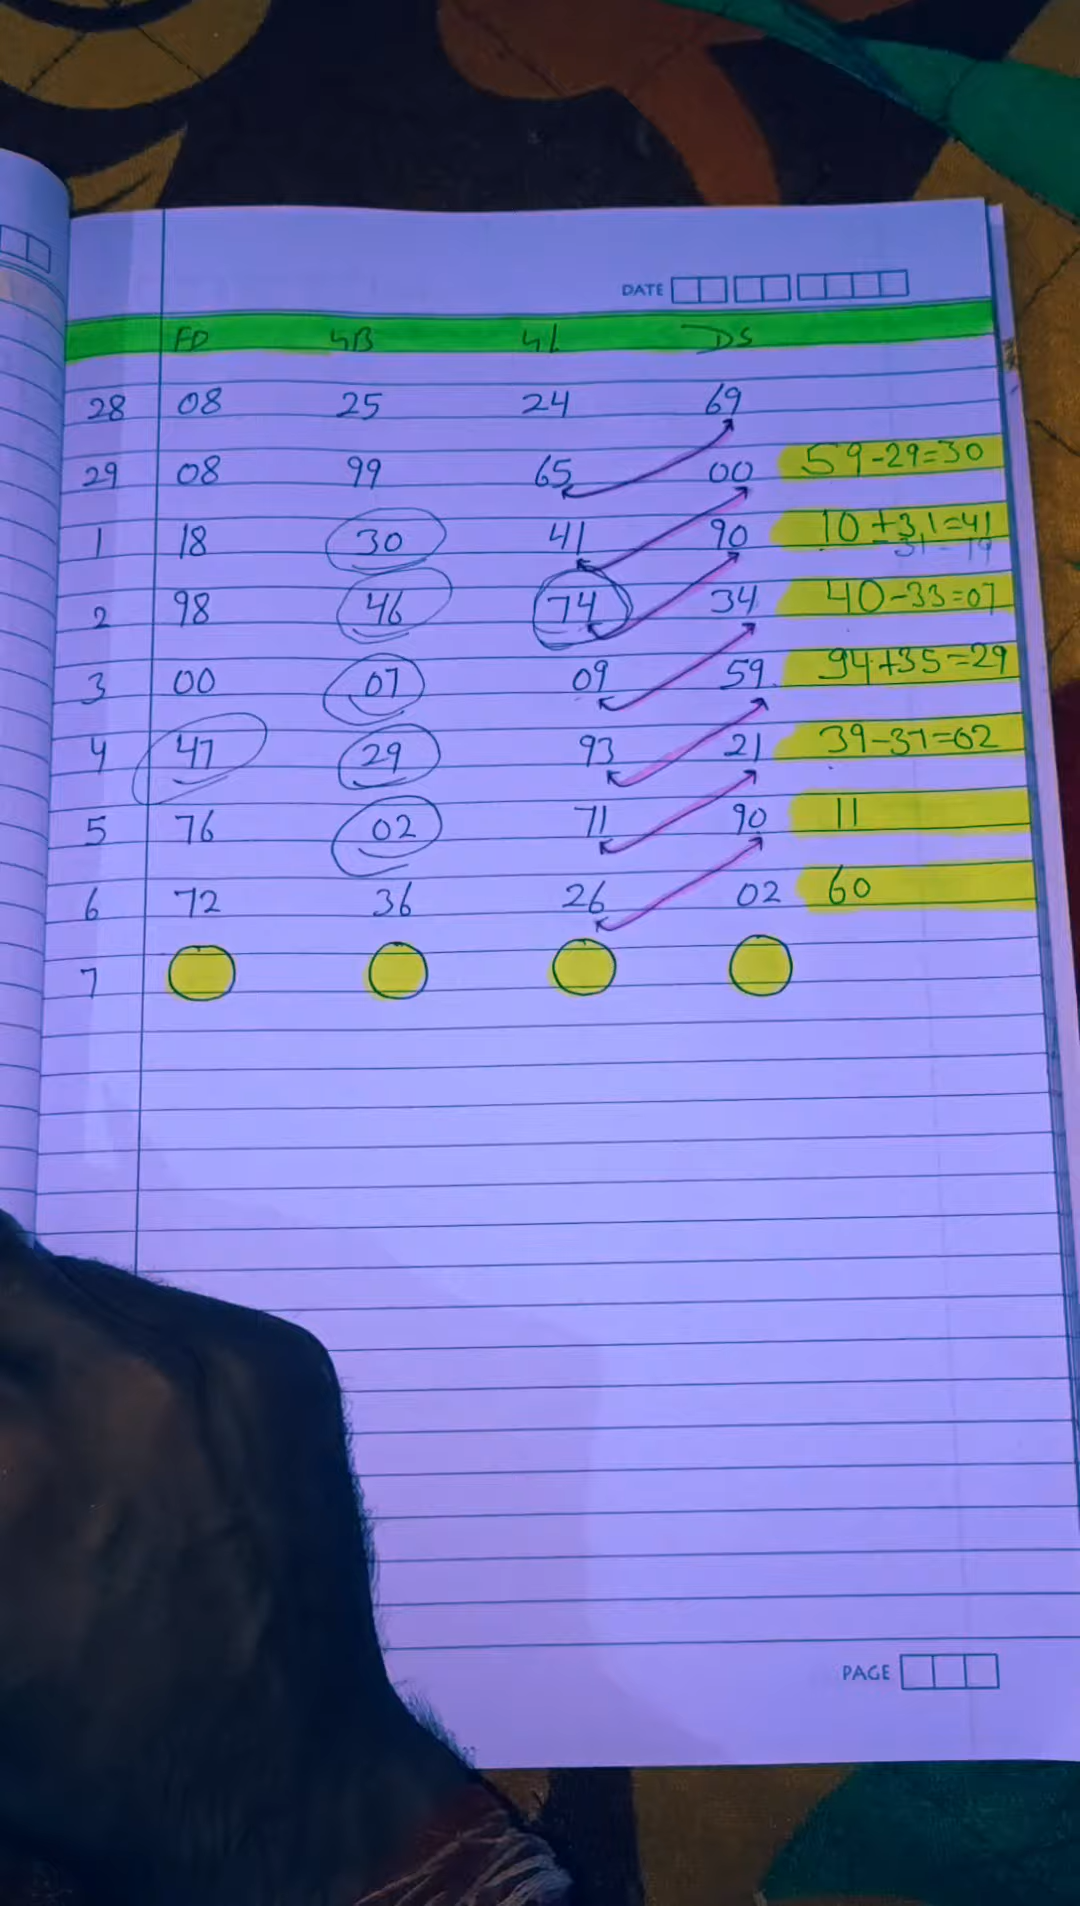 DATE
FD GB GL DS
28 08 25 24 69
29 08 99 65 00 59-29=30
1 18 30 41 90 10+31=41
2 98 46 74 34 40-33=07
3 00 07 09 59 94+35=29
4 47 29 93 21 39-37=02
5 76 02 71 90 11
6 72 36 26 02 60
7
PAGE